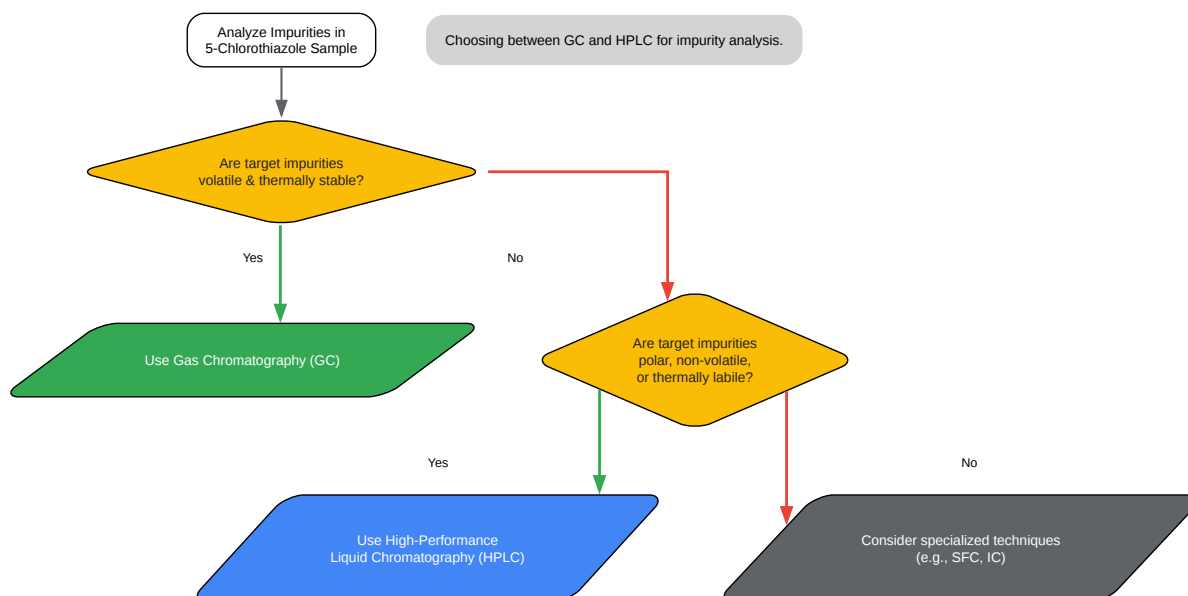 Analyze Impurities in
5-Chlorothiazole Sample
Choosing between GC and HPLC for impurity analysis.
Are target impurities
volatile & thermally stable?
Yes
No
Use Gas Chromatography (GC)
Are target impurities
polar, non-volatile,
or thermally labile?
Yes
No
Use High-Performance
Liquid Chromatography (HPLC)
Consider specialized techniques
(e.g., SFC, IC)